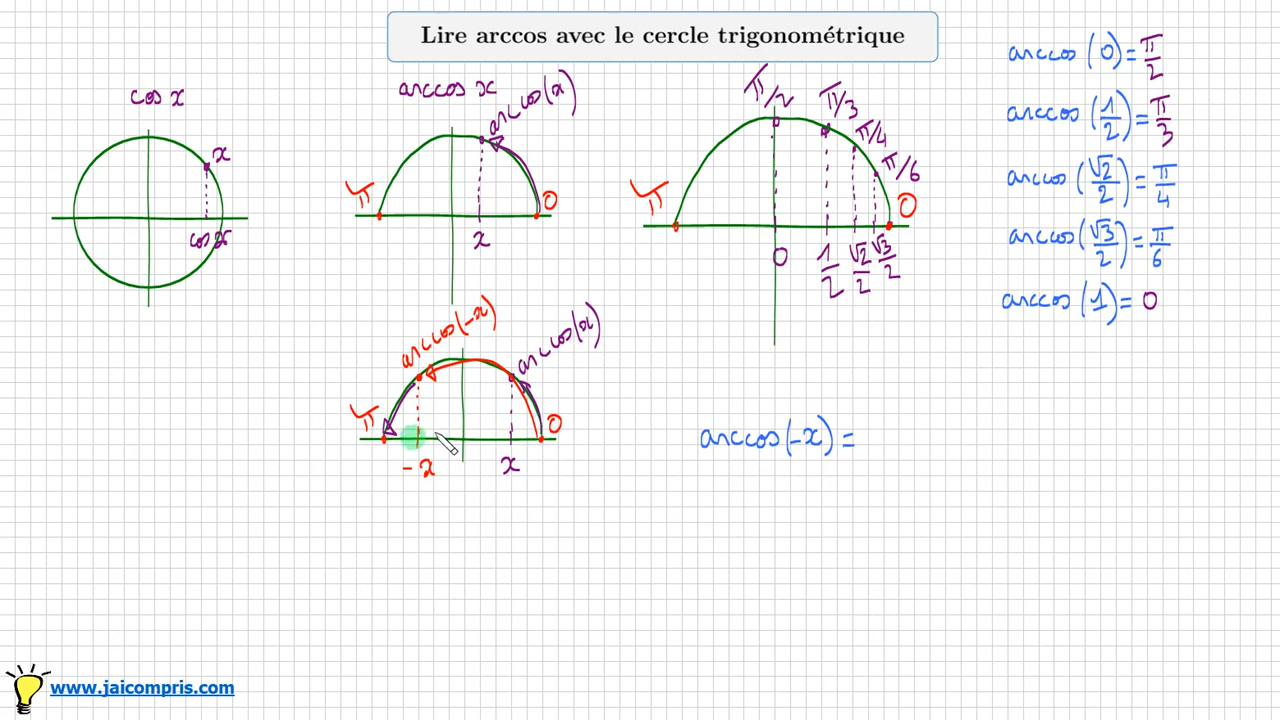 Lire arccos avec le cercle trigonométrique
cos x
x
cos x
arccos x
arccos(x)
π
0
x
π/2
π/3
π/4
π/6
π
0
0
1/2
√2/2
√3/2
arccos(0)=π/2
arccos(1/2)=π/3
arccos(√2/2)=π/4
arccos(√3/2)=π/6
arccos(1)=0
arccos(-x)
arccos(x)
π
0
-x
x
arccos(-x)=
www.jaicompris.com